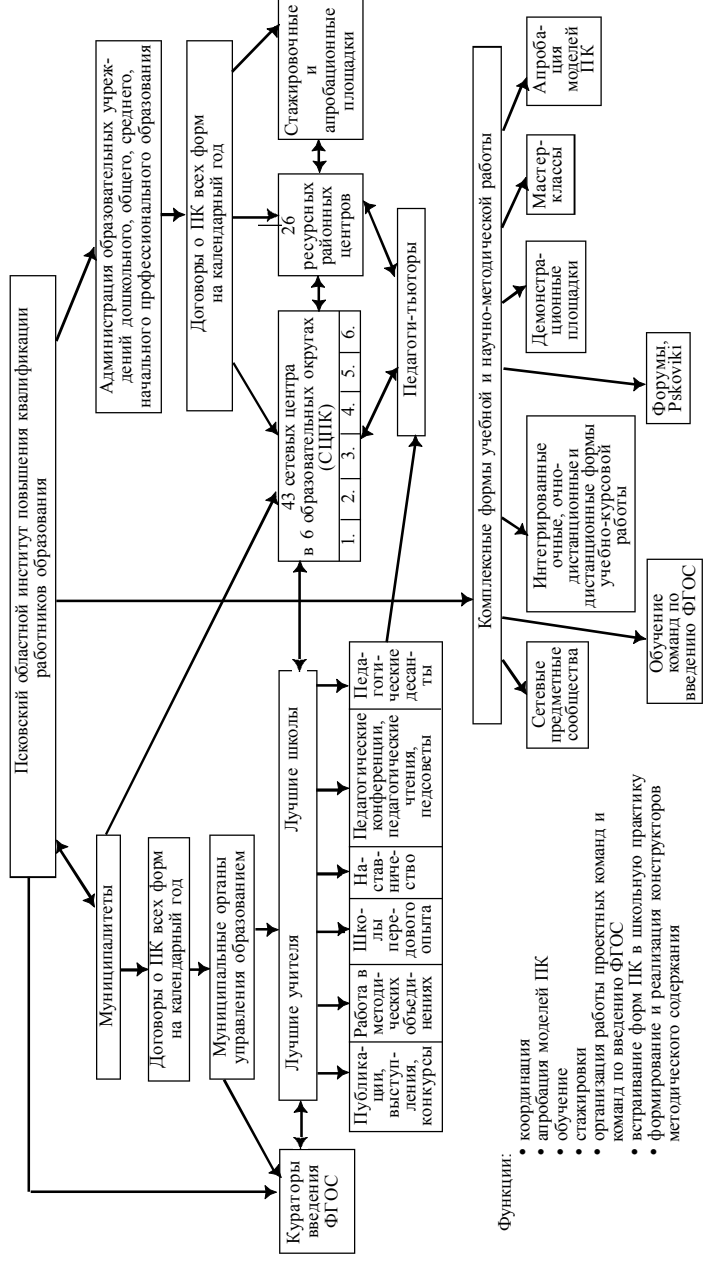 Псковский областной институт повышения квалификации
работников образования
Муниципалитеты
Администрация образовательных учреж-
дений дошкольного, общего, среднего,
начального профессионального образования
Договоры о ПК всех форм
на календарный год
Договоры о ПК всех форм
на календарный год
Муниципальные органы
управления образованием
Кураторы
введения
ФГОС
Лучшие учителя
Лучшие школы
43 сетевых центра
в 6 образовательных округах
(СЦПК)
1.
2.
3.
4.
5.
6.
26
ресурсных
районных
центров
Стажировочные
и
апробационные
площадки
Публика-
ции,
выступ-
ления,
конкурсы
Работа в
методи-
ческих
объеди-
нениях
Шко-
лы
пере-
дового
опыта
На-
став-
ниче-
ство
Педагогические
конференции,
педагогические
чтения,
педсоветы
Педа-
гоги-
ческие
десан-
ты
Педагоги-тьюторы
Комплексные формы учебной и научно-методической работы
Сетевые
предметные
сообщества
Интегрированные
очные, очно-
дистанционные и
дистанционные формы
учебно-курсовой
работы
Демонстра-
ционные
площадки
Мастер-
классы
Апроба-
ция
моделей
ПК
Обучение
команд по
введению ФГОС
Форумы,
Pskoviki
Функции:
• координация
• апробация моделей ПК
• обучение
• стажировки
• организация работы проектных команд и
команд по введению ФГОС
• встраивание форм ПК в школьную практику
• формирование и реализация конструкторов
методического содержания